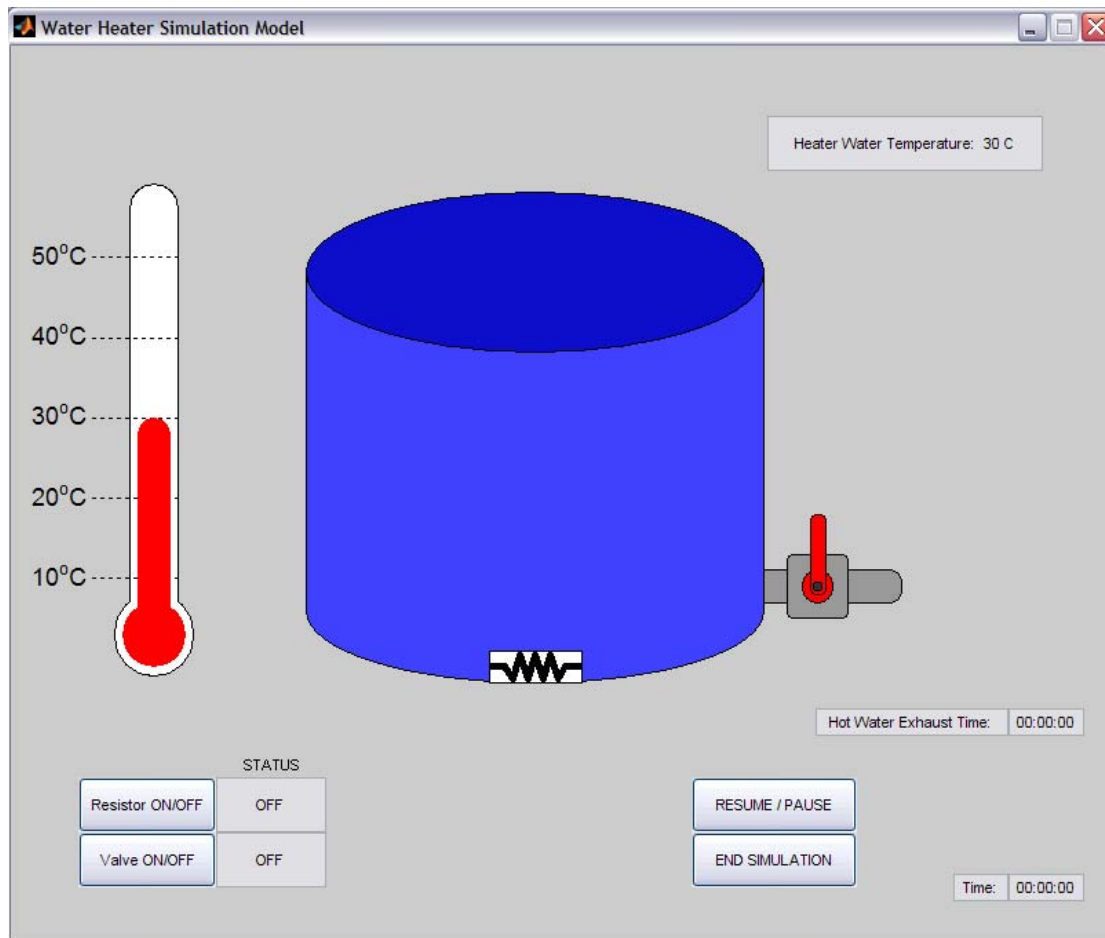 Water Heater Simulation Model
Heater Water Temperature: 30 C
50°C
40°C
30°C
20°C
10°C
Hot Water Exhaust Time: 00:00:00
STATUS
Resistor ON/OFF OFF
Valve ON/OFF OFF
RESUME / PAUSE
END SIMULATION
Time: 00:00:00